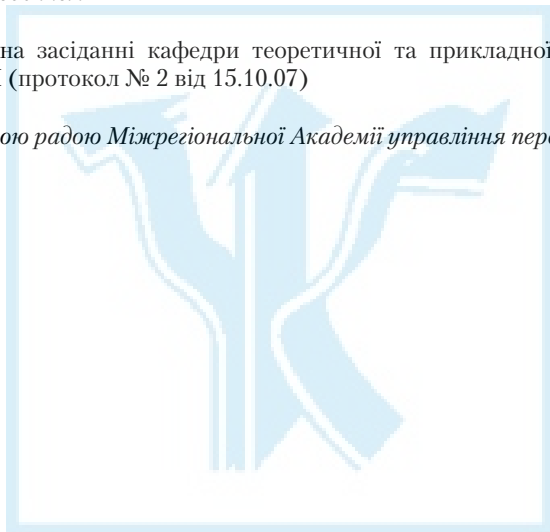 на засіданні кафедри теоретичної та прикладної
(протокол № 2 від 15.10.07)
ою радою Міжрегіональної Академії управління перс